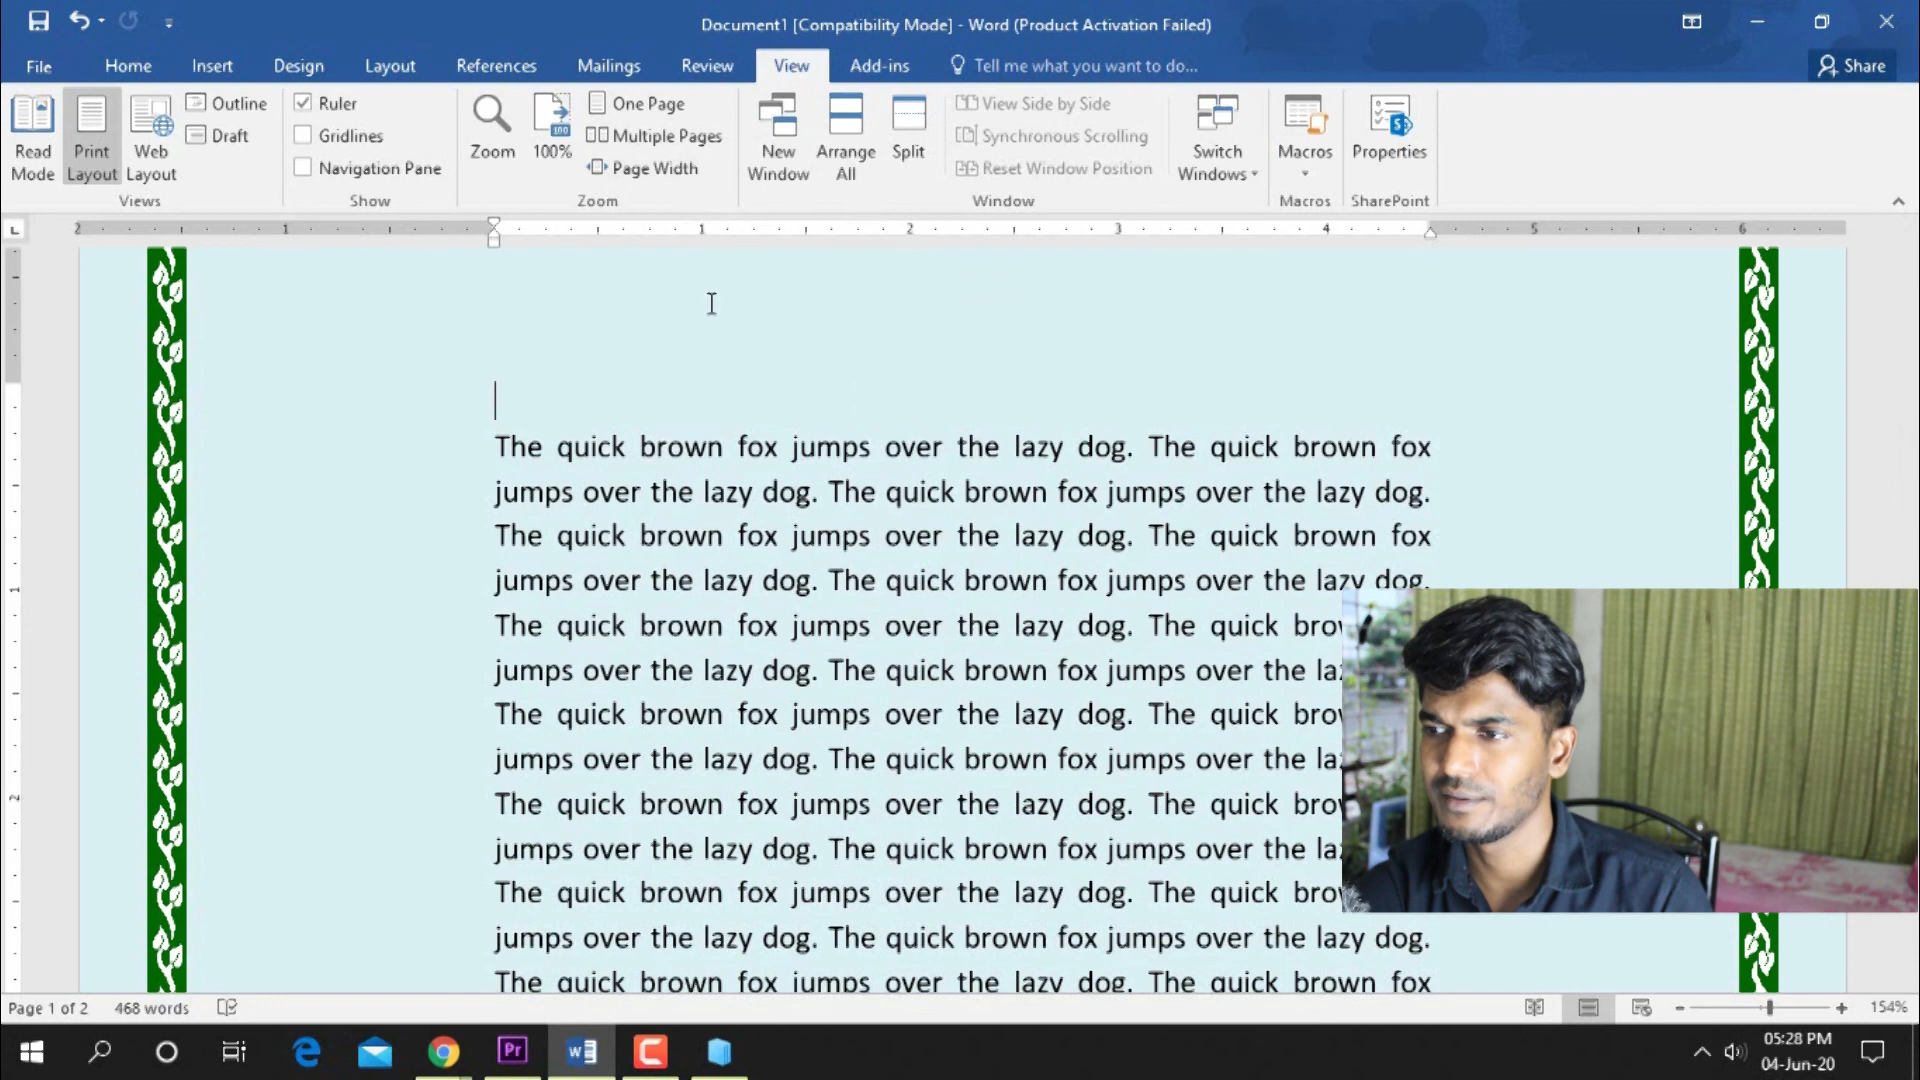 Document1 [Compatibility Mode] - Word (Product Activation Failed)
File Home Insert Design Layout References Mailings Review View Add-ins Tell me what you want to do... Share
Read Mode
Print Layout
Web Layout
Outline
Draft
Views
Ruler
Gridlines
Navigation Pane
Show
Zoom
100
100%
One Page
Multiple Pages
Page Width
Zoom
New Window
Arrange All
Split
View Side by Side
Synchronous Scrolling
Reset Window Position
Switch Windows
Window
Macros
Macros
Properties
SharePoint
2 1 1 2 3 4 5 6
The quick brown fox jumps over the lazy dog. The quick brown fox
jumps over the lazy dog. The quick brown fox jumps over the lazy dog.
The quick brown fox jumps over the lazy dog. The quick brown fox
1
jumps over the lazy dog. The quick brown fox jumps over the lazy dog.
The quick brown fox jumps over the lazy dog. The quick bro
jumps over the lazy dog. The quick brown fox jumps over the la
The quick brown fox jumps over the lazy dog. The quick bro
jumps over the lazy dog. The quick brown fox jumps over the la
2
The quick brown fox jumps over the lazy dog. The quick bro
jumps over the lazy dog. The quick brown fox jumps over the la
The quick brown fox jumps over the lazy dog. The quick bro
jumps over the lazy dog. The quick brown fox jumps over the lazy dog.
The quick brown fox jumps over the lazy dog. The quick brown fox
Page 1 of 2 468 words 154%
Pr
05:28 PM
04-Jun-20